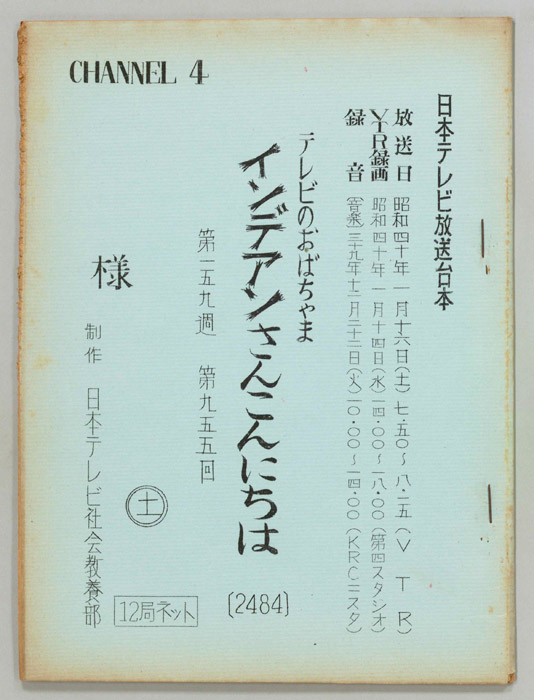 CHANNEL 4
日本テレビ放送台本
放送日 昭和四十年一月十六日(土)七・五〇～八・二五(VTR)
VTR録画 昭和四十年一月十四日(水)一四・〇〇～一八・〇〇(第四スタジオ)
録音 (音楽)三九年十二月二十二日(火)一〇・〇〇～一四・〇〇(KRC二スタ)
テレビのおばちゃま
インデアンさんこんにちは
[2484]
第一五九週 第九五五回
様
土
制作 日本テレビ社会教養部
12局ネット